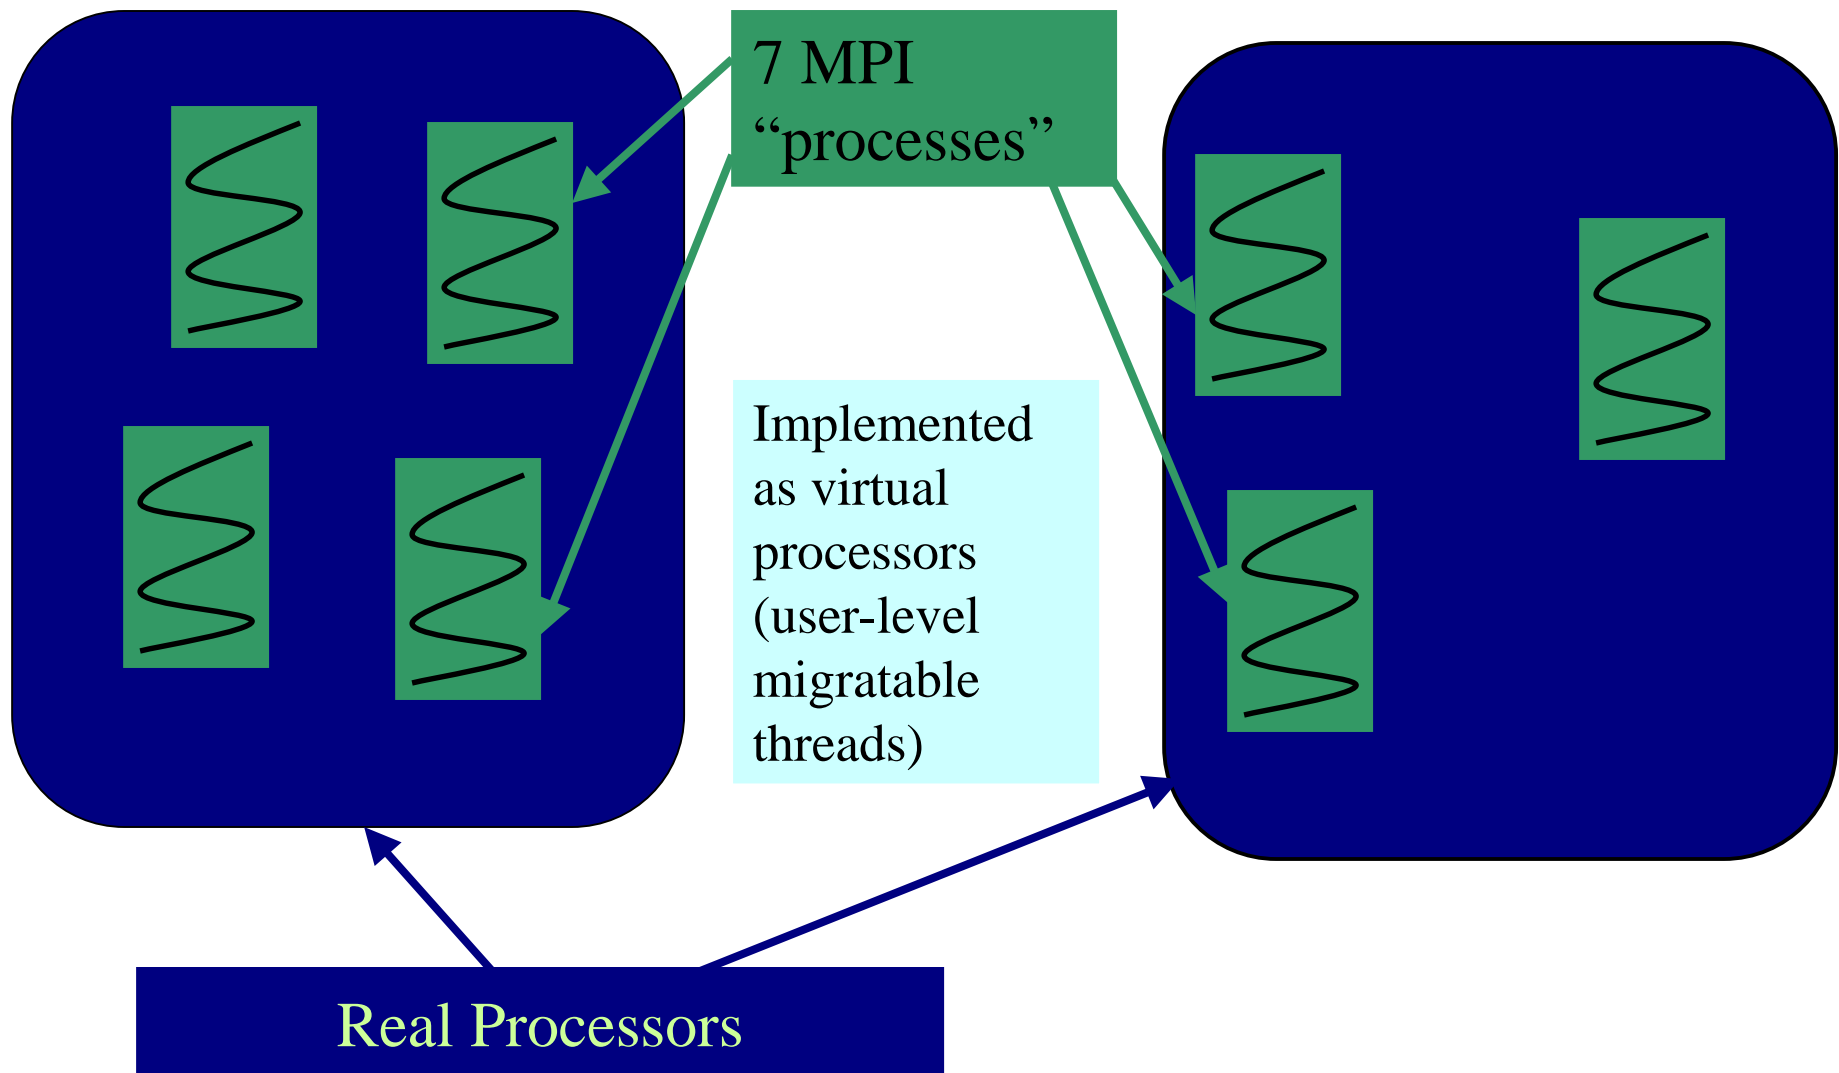 7 MPI
“processes”
Implemented
as virtual
processors
(user-level
migratable
threads)
Real Processors